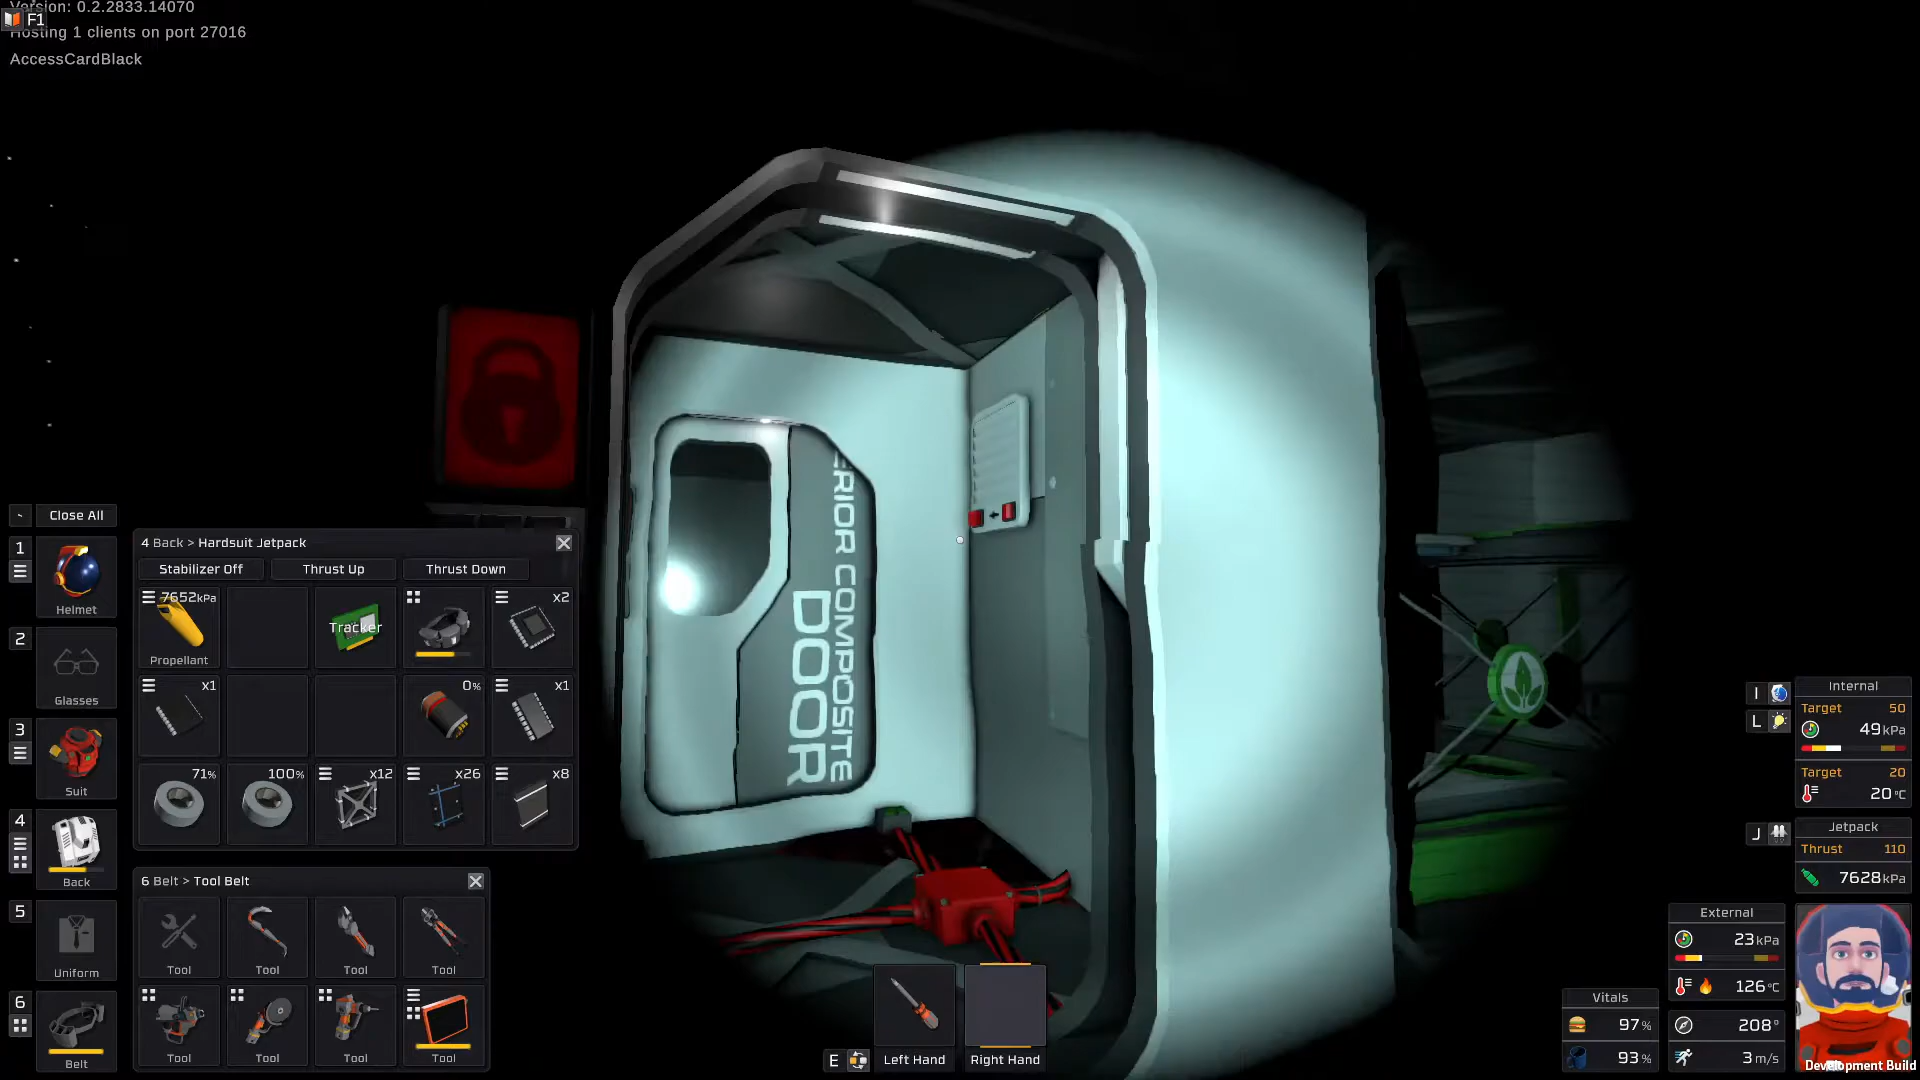 Version: 0.2.2833.14070
F1
Hosting 1 clients on port 27016
AccessCardBlack
ERIOR COMPOSITE
DOOR
~
Close All
1
Helmet
2
Glasses
3
Suit
4
Back
5
Uniform
6
Belt
4 Back > Hardsuit Jetpack
Stabilizer Off
Thrust Up
Thrust Down
7652kPa
Propellant
Tracker
x2
x1
0%
x1
71%
100%
x12
x26
x8
6 Belt > Tool Belt
Tool
Tool
Tool
Tool
Tool
Tool
Tool
Tool
E
Left Hand
Right Hand
I
L
Internal
Target 50
49kPa
Target 20
20°C
J
Jetpack
Thrust 110
7628kPa
External
23kPa
126°C
208°
3m/s
Vitals
97%
93%
Development Build